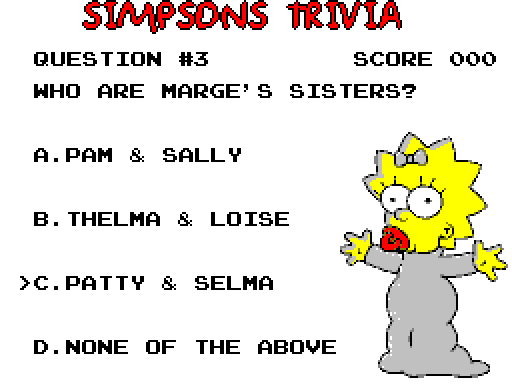 SIMPSONS TRIVIA
QUESTION #3 SCORE 000
WHO ARE MARGE'S SISTERS?
A.PAM & SALLY
B.THELMA & LOISE
>C.PATTY & SELMA
D.NONE OF THE ABOVE